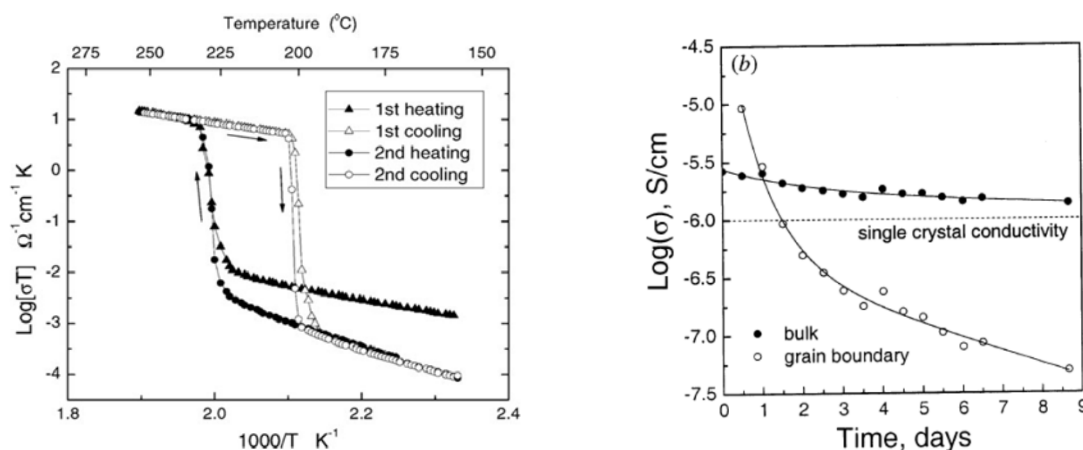 Temperature (⁰C)
275 250 225 200 175 150
2
1
0
-1
-2
-3
-4
Log[σT] Ω⁻¹cm⁻¹ K
1st heating
1st cooling
2nd heating
2nd cooling
1.8 2.0 2.2 2.4
1000/T K⁻¹
(b)
-4.5
-5.0
-5.5
-6.0
-6.5
-7.0
-7.5
Log(σ), S/cm
single crystal conductivity
bulk
grain boundary
0 1 2 3 4 5 6 7 8 9
Time, days